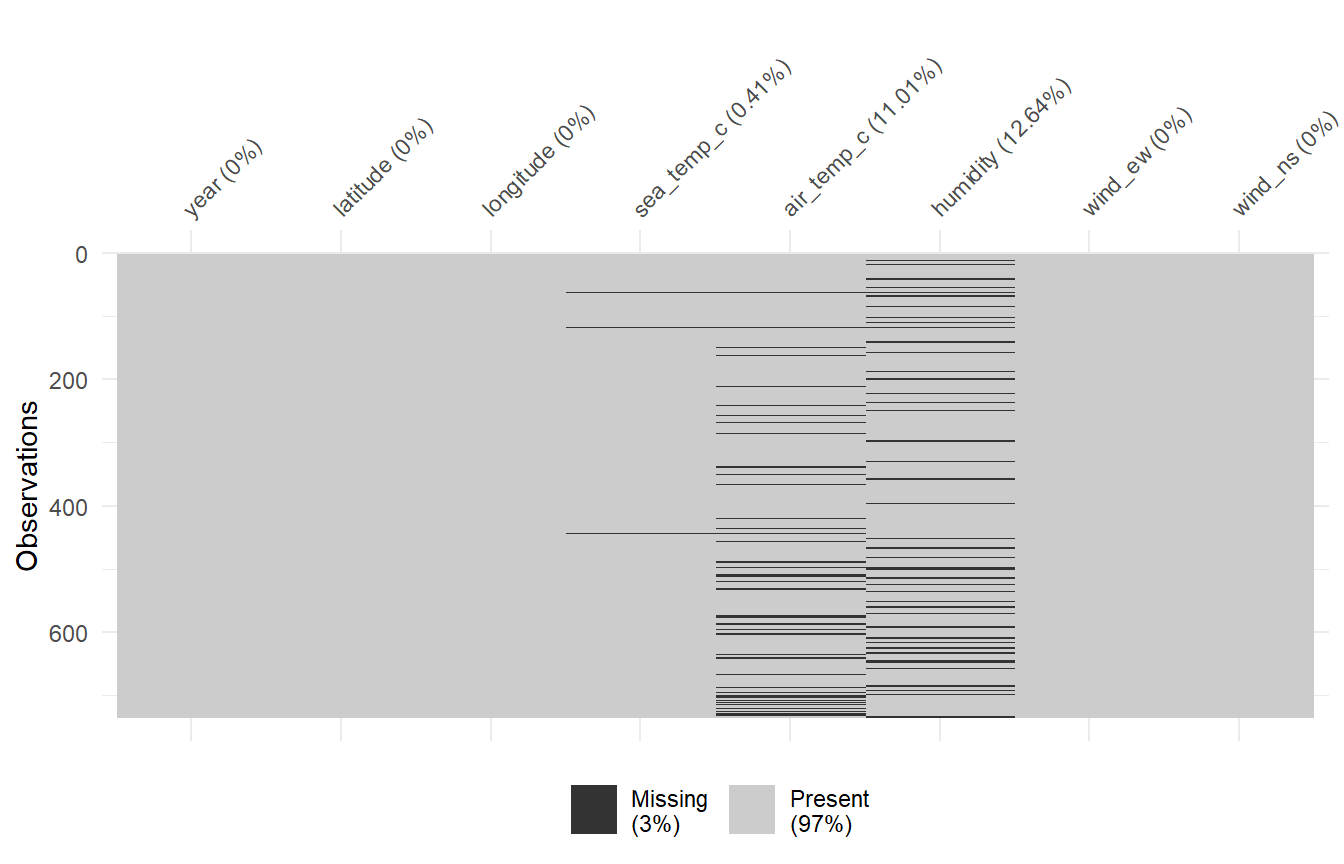 year (0%)
latitude (0%)
longitude (0%)
sea_temp_c (0.41%)
air_temp_c (11.01%)
humidity (12.64%)
wind_ew (0%)
wind_ns (0%)
0
200
400
600
Observations
Missing
(3%)
Present
(97%)